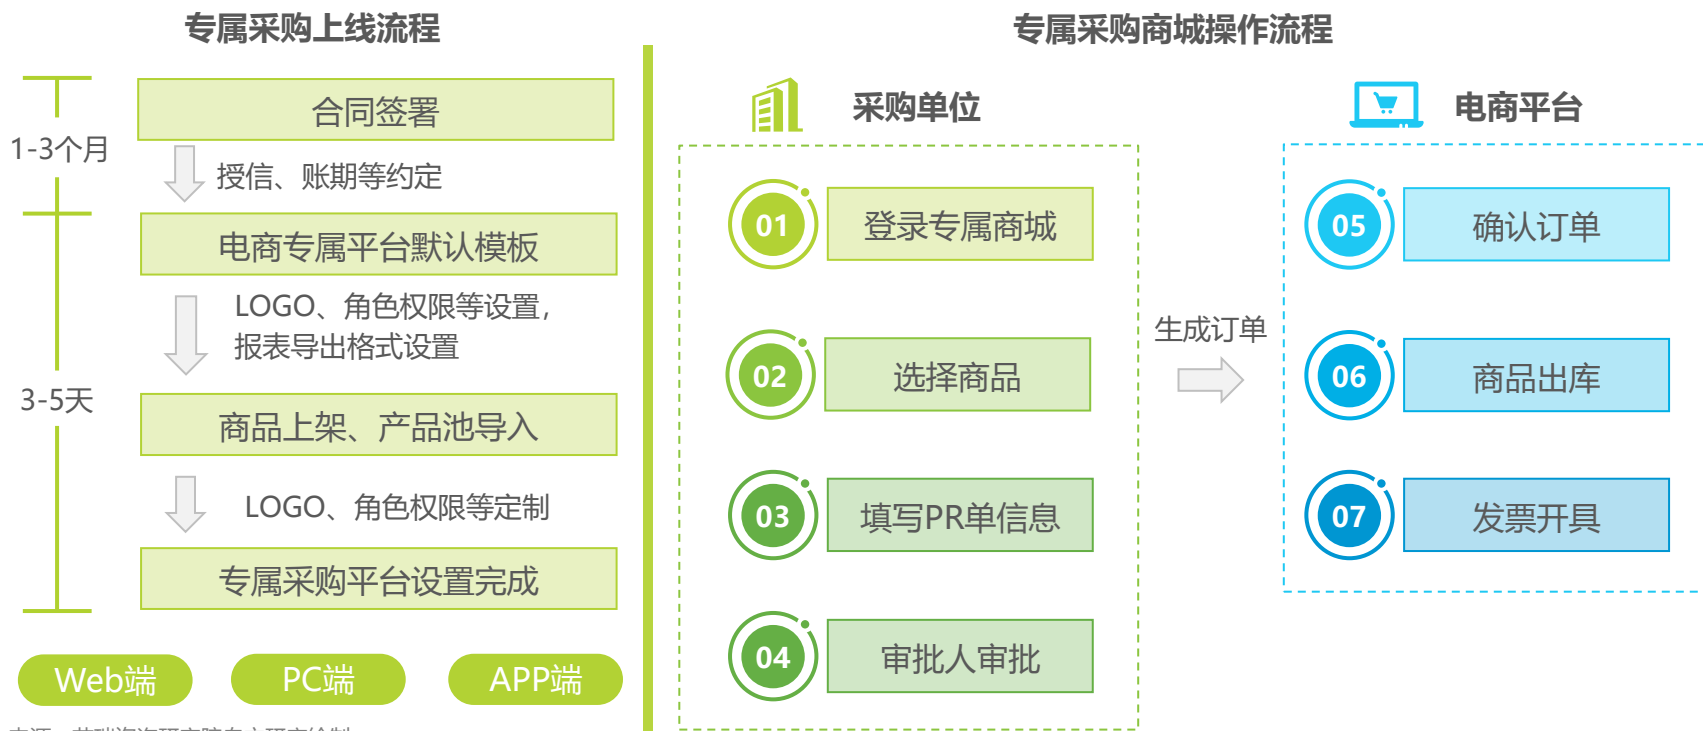 专属采购上线流程
1-3个月
合同签署
授信、账期等约定
电商专属平台默认模板
LOGO、角色权限等设置，
报表导出格式设置
3-5天
商品上架、产品池导入
LOGO、角色权限等定制
专属采购平台设置完成
Web端
PC端
APP端
专属采购商城操作流程
采购单位
01
登录专属商城
02
选择商品
03
填写PR单信息
04
审批人审批
生成订单
电商平台
05
确认订单
06
商品出库
07
发票开具